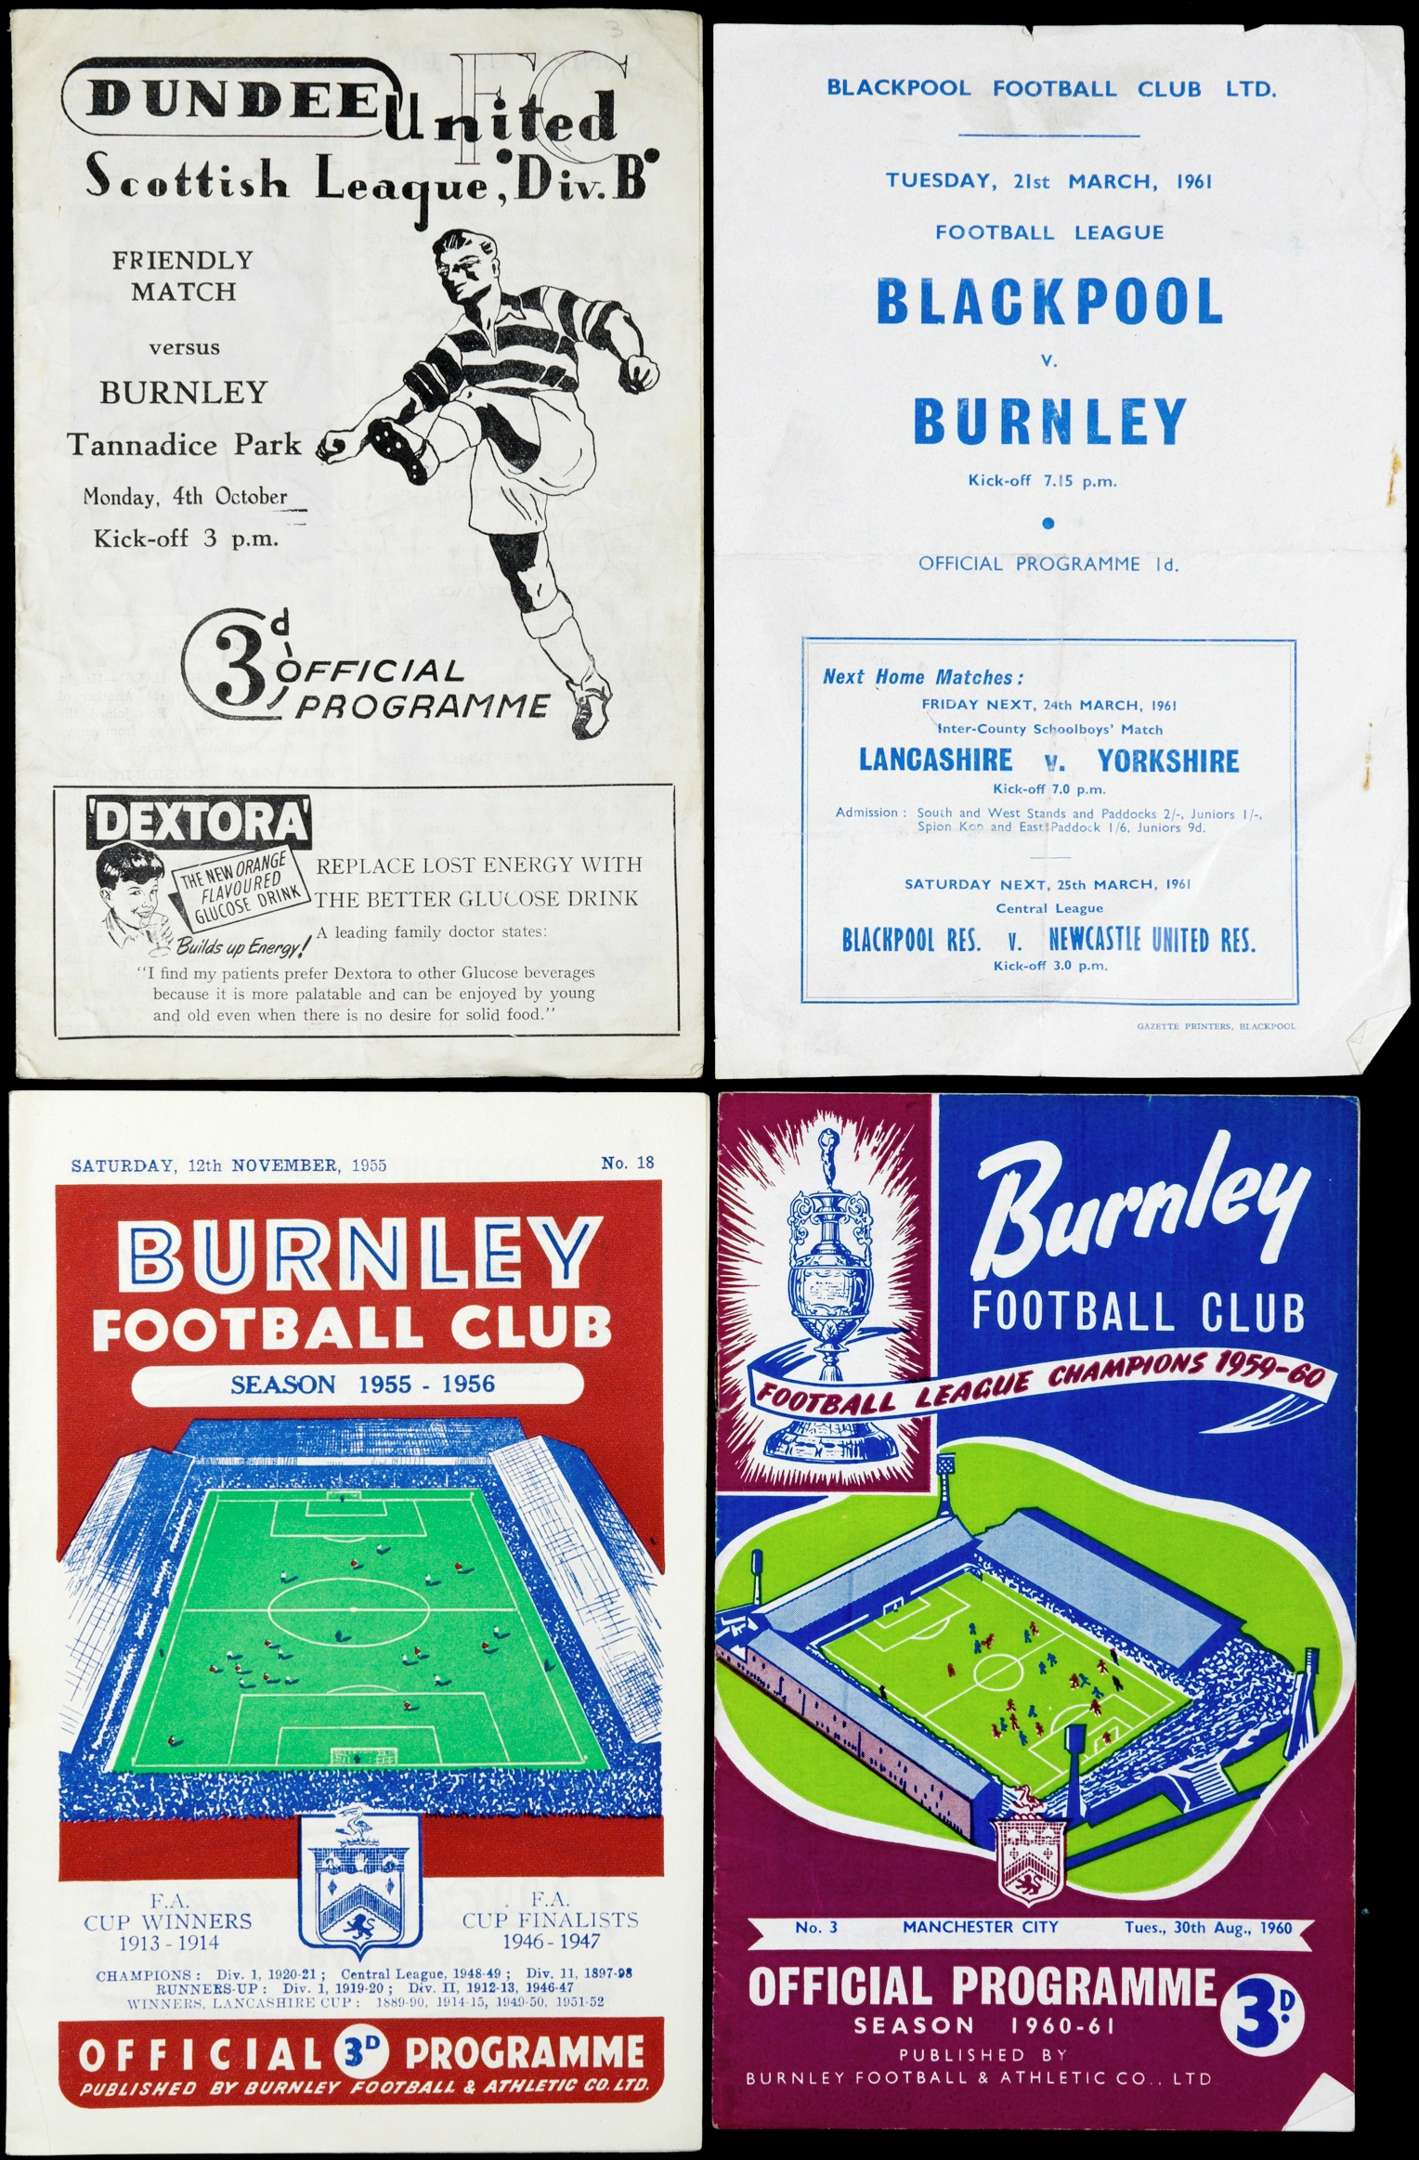 DUNDEE United FC
Scottish League, "Div. B"
FRIENDLY
MATCH
versus
BURNLEY
Tannadice Park
Monday, 4th October
Kick-off 3 p.m.
3d OFFICIAL
PROGRAMME
'DEXTORA'
THE NEW ORANGE
FLAVOURED
GLUCOSE DRINK
Builds up Energy!
REPLACE LOST ENERGY WITH
THE BETTER GLUCOSE DRINK
A leading family doctor states:
"I find my patients prefer Dextora to other Glucose beverages
because it is more palatable and can be enjoyed by young
and old even when there is no desire for solid food."
3
BLACKPOOL FOOTBALL CLUB LTD.
TUESDAY, 21st MARCH, 1961
FOOTBALL LEAGUE
BLACKPOOL
v.
BURNLEY
Kick-off 7.15 p.m.
OFFICIAL PROGRAMME 1d.
Next Home Matches:
FRIDAY NEXT, 24th MARCH, 1961
Inter-County Schoolboys' Match
LANCASHIRE v. YORKSHIRE
Kick-off 7.0 p.m.
Admission: South and West Stands and Paddocks 2/-, Juniors 1/-,
Spion Kop and East Paddock 1/6, Juniors 9d.
SATURDAY NEXT, 25th MARCH, 1961
Central League
BLACKPOOL RES. v. NEWCASTLE UNITED RES.
Kick-off 3.0 p.m.
GAZETTE PRINTERS, BLACKPOOL
SATURDAY, 12th NOVEMBER, 1955 No. 18
BURNLEY
FOOTBALL CLUB
SEASON 1955 - 1956
F.A.
CUP WINNERS
1913 - 1914
F.A.
CUP FINALISTS
1946 - 1947
CHAMPIONS: Div. 1, 1920-21; Central League, 1948-49; Div. 11, 1897-98
RUNNERS-UP: Div. 1, 1919-20; Div. II, 1912-13, 1946-47
WINNERS, LANCASHIRE CUP: 1889-90, 1914-15, 1949-50, 1951-52
OFFICIAL 3D PROGRAMME
PUBLISHED BY BURNLEY FOOTBALL & ATHLETIC CO. LTD.
Burnley
FOOTBALL CLUB
FOOTBALL LEAGUE CHAMPIONS 1959-60
No. 3 MANCHESTER CITY Tues., 30th Aug., 1960
OFFICIAL PROGRAMME 3D.
SEASON 1960-61
PUBLISHED BY
BURNLEY FOOTBALL & ATHLETIC CO., LTD